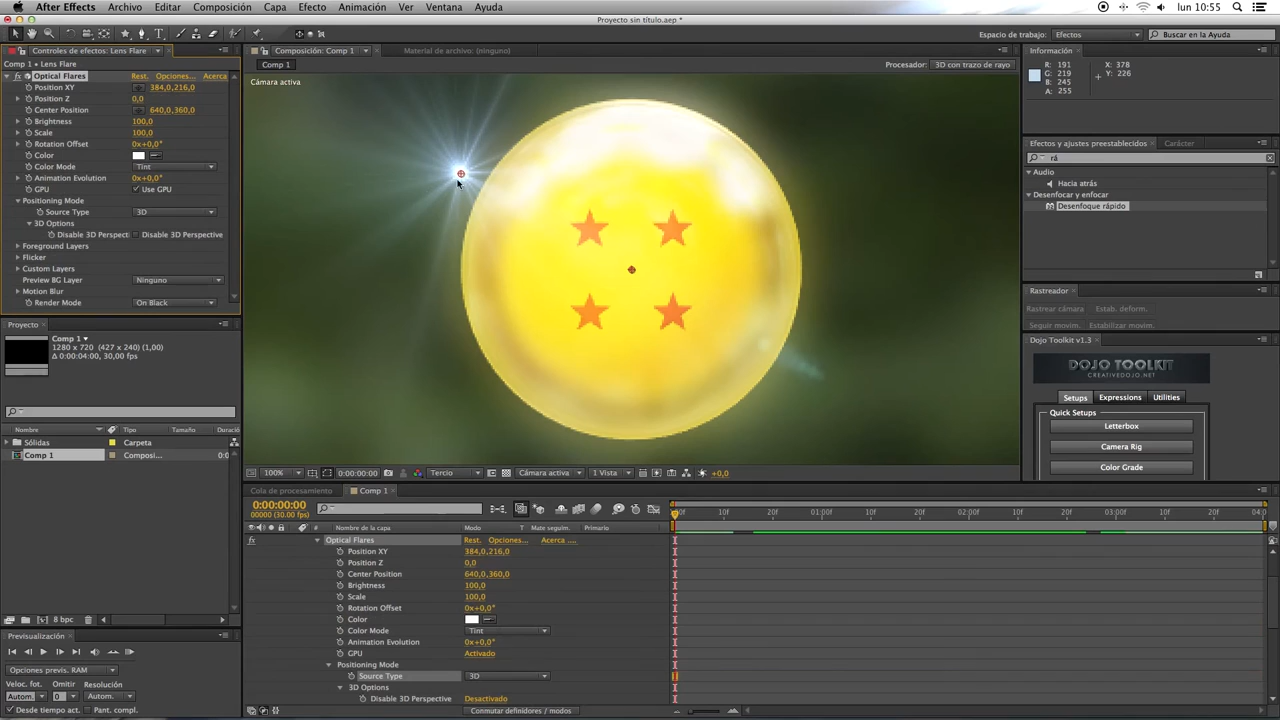 After Effects Archivo Editar Composición Capa Efecto Animación Ver Ventana Ayuda lun 10:55
Proyecto sin título.aep *
Espacio de trabajo: Efectos Buscar en la Ayuda
Controles de efectos: Lens Flare
Comp 1 • Lens Flare
Optical Flares Rest. Opciones... Acerca
Position XY 384,0,216,0
Position Z 0,0
Center Position 640,0,360,0
Brightness 100,0
Scale 100,0
Rotation Offset 0x+0,0°
Color
Color Mode Tint
Animation Evolution 0x+0,0°
GPU Use GPU
Positioning Mode
Source Type 3D
3D Options
Disable 3D Perspect Disable 3D Perspective
Foreground Layers
Flicker
Custom Layers
Preview BG Layer Ninguno
Motion Blur
Render Mode On Black
Composición: Comp 1 Material de archivo: (ninguno)
Comp 1 Procesador: 3D con trazo de rayo
Cámara activa
100% 0:00:00:00 Tercio Cámara activa 1 Vista +0,0
Información
R: 191 X: 378
G: 219 Y: 226
B: 245
A: 255
Efectos y ajustes preestablecidos Carácter
rá
Audio
Hacia atrás
Desenfocar y enfocar
Desenfoque rápido
Rastreador
Rastrear cámara Estab. deform.
Seguir movim. Estabilizar movim.
Dojo Toolkit v1.3
DOJO TOOLKIT
CREATIVEDOJO.NET
Setups Expressions Utilities
Quick Setups
Letterbox
Camera Rig
Color Grade
Proyecto
Comp 1
1280 x 720 (427 x 240) (1,00)
Δ 0:00:04:00, 30,00 fps)
Nombre Tipo Tamaño Duració
Sólidas Carpeta
Comp 1 Composi... 0:0
8 bpc
Previsualización
Opciones previs. RAM
Veloc. fot. Omitir Resolución
Autom. 0 Autom.
Desde tiempo act. Pant. compl.
Cola de procesamiento Comp 1
0:00:00:00
00000 (30.00 fps)
# Nombre de la capa Modo T Mate seguim. Primario
00f 10f 20f 01:00f 10f 20f 02:00f 10f 20f 03:00f 10f 20f 04:0
Optical Flares Rest. Opciones... Acerca ...
Position XY 384,0,216,0
Position Z 0,0
Center Position 640,0,360,0
Brightness 100,0
Scale 100,0
Rotation Offset 0x+0,0°
Color
Color Mode Tint
Animation Evolution 0x+0,0°
GPU Activado
Positioning Mode
Source Type 3D
3D Options
Disable 3D Perspective Desactivado
Conmutar definidores / modos